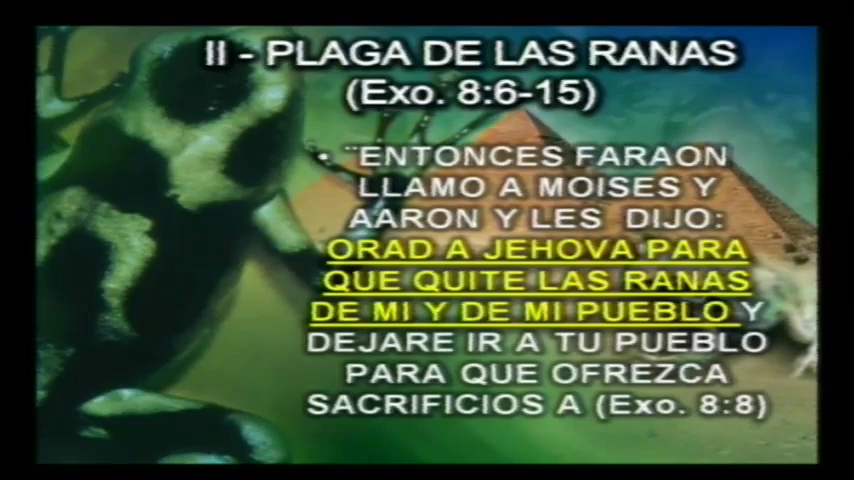 II - PLAGA DE LAS RANAS
(Exo. 8:6-15)
• ¨ENTONCES FARAON
LLAMO A MOISES Y
AARON Y LES DIJO:
ORAD A JEHOVA PARA
QUE QUITE LAS RANAS
DE MI Y DE MI PUEBLO Y
DEJARE IR A TU PUEBLO
PARA QUE OFREZCA
SACRIFICIOS A (Exo. 8:8)